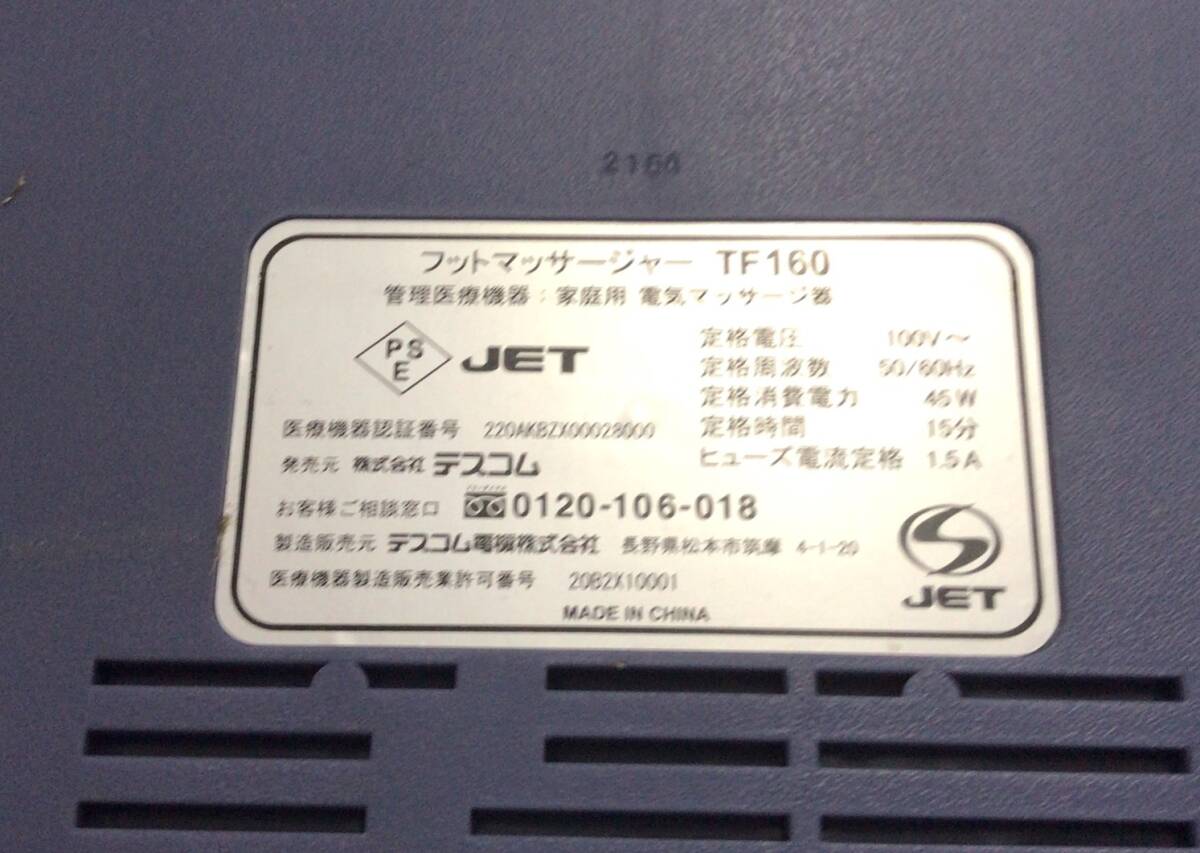 フットマッサージャー TF160
管理医療機器：家庭用 電気マッサージ器
PS
E
JET
定格電圧 100V～
定格周波数 50/60Hz
定格消費電力 45W
定格時間 15分
ヒューズ電流定格 1.5A
医療機器認証番号 220AKBZX00028000
発売元 株式会社 テスコム
お客様ご相談窓口 0120-106-018
製造販売元 テスコム電機株式会社 長野県松本市筑摩 4-1-20
医療機器製造販売業許可番号 20B2X10001
MADE IN CHINA
S
JET